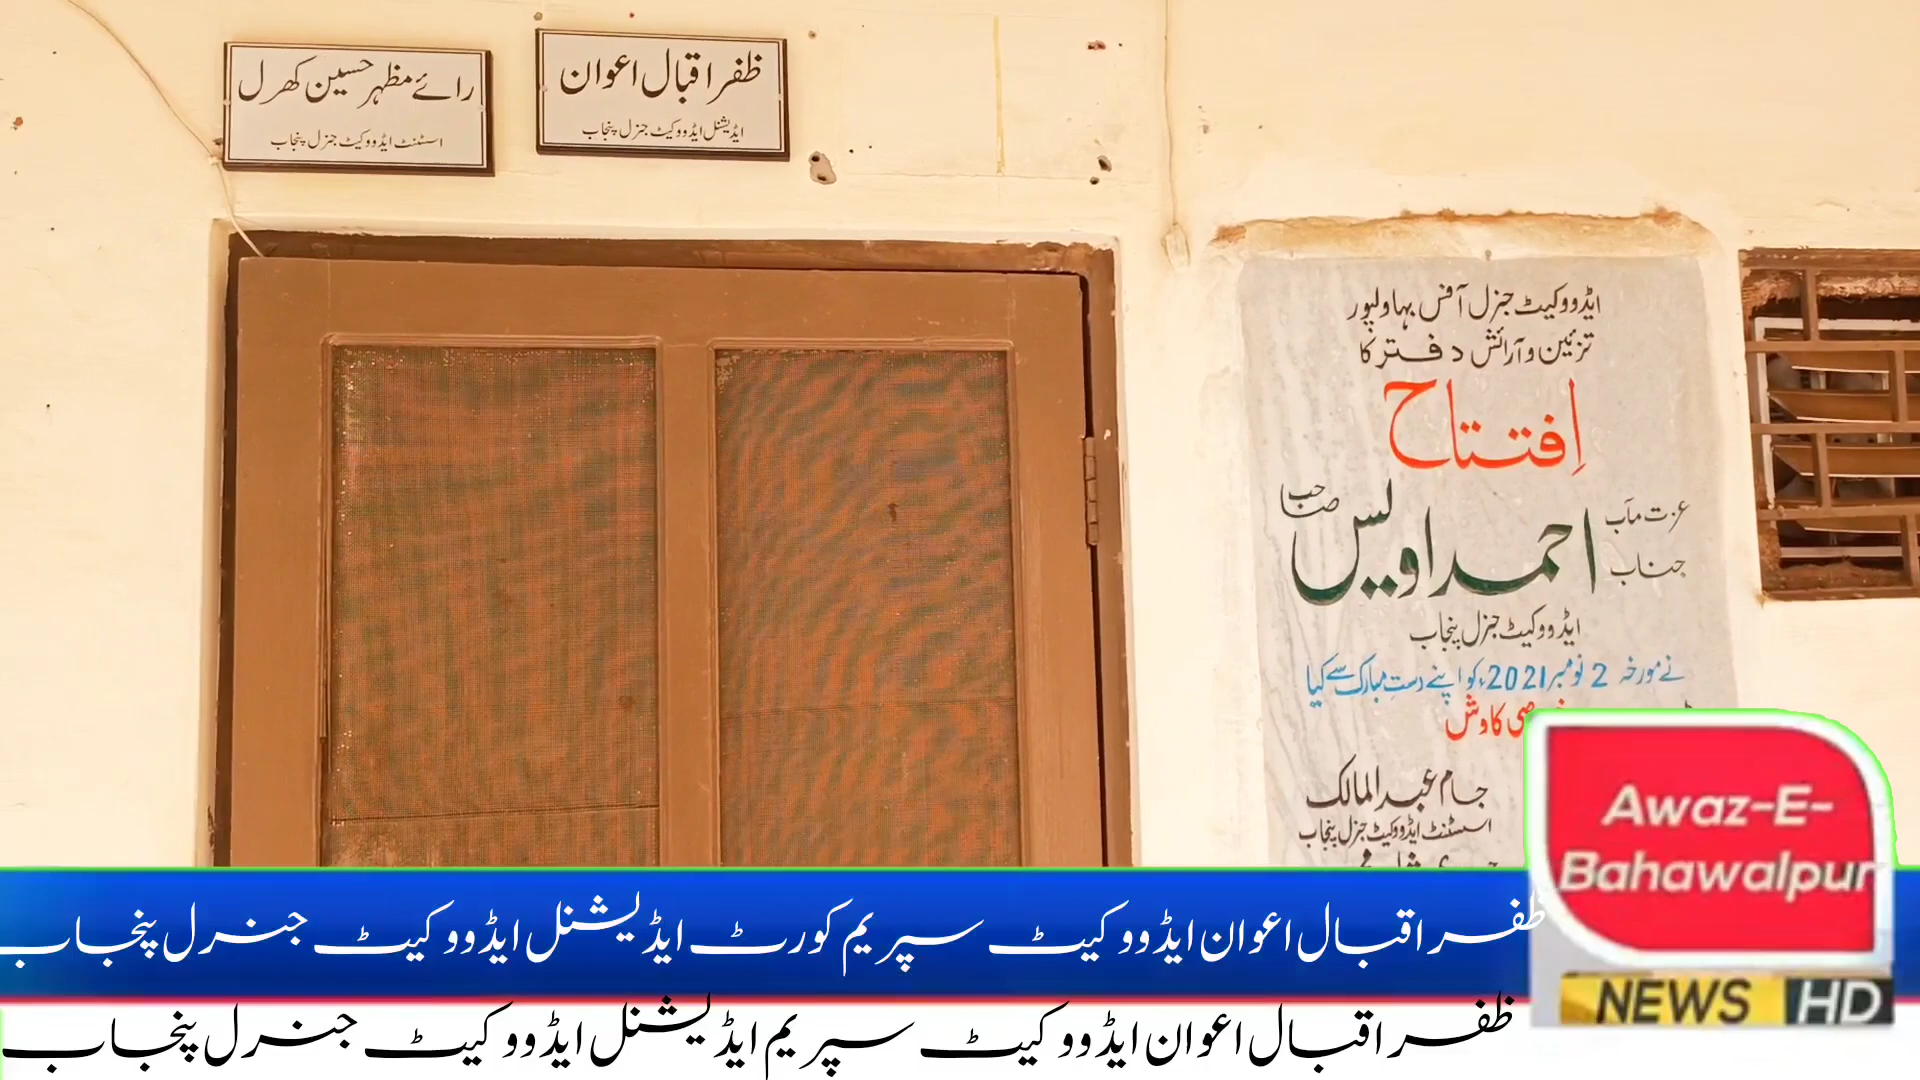 ظفر اقبال اعوان
ایڈیشنل ایڈووکیٹ جنرل پنجاب
رائے مظہر حسین کھرل
اسسٹنٹ ایڈووکیٹ جنرل پنجاب
ایڈووکیٹ جنرل آفس بہاولپور
تزئین و آرائش دفتر کا
اِفتتاح
عزت مآب جناب احمد اویس صاحب
ایڈووکیٹ جنرل پنجاب
نے مورخہ 2 نومبر 2021ء کو اپنے دستِ مبارک سے کیا
کاوش
جام عبدالمالک
اسسٹنٹ ایڈووکیٹ جنرل پنجاب
Awaz-E-
Bahawalpur
NEWS HD
ظفر اقبال اعوان ایڈووکیٹ سپریم کورٹ ایڈیشنل ایڈووکیٹ جنرل پنجاب
ظفر اقبال اعوان ایڈووکیٹ سپریم ایڈیشنل ایڈووکیٹ جنرل پنجاب